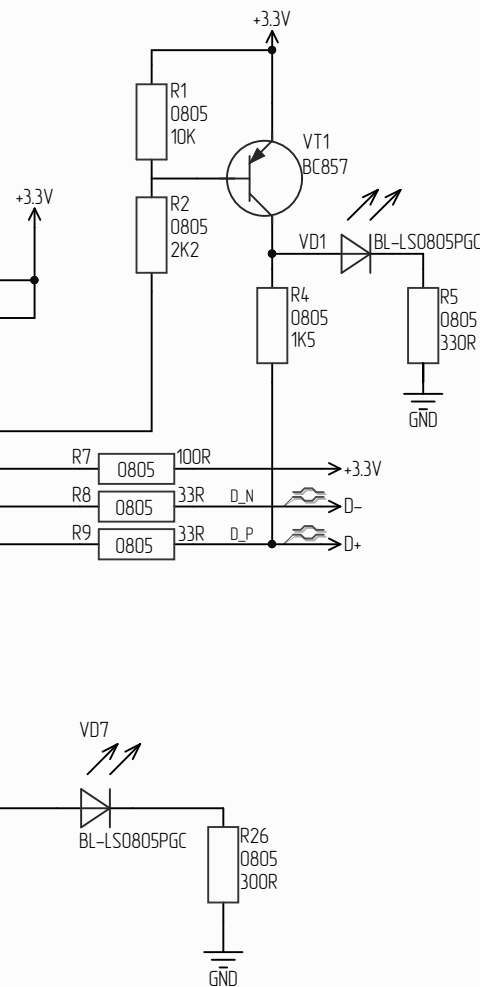 +3.3V
R1
0805
10K
VT1
BC857
+3.3V
R2
0805
2K2
VD1
BL-LS0805PGC
R4
0805
1K5
R5
0805
330R
GND
R7
0805
100R
+3.3V
R8
0805
33R
D_N
D-
R9
0805
33R
D_P
D+
VD7
BL-LS0805PGC
R26
0805
300R
GND